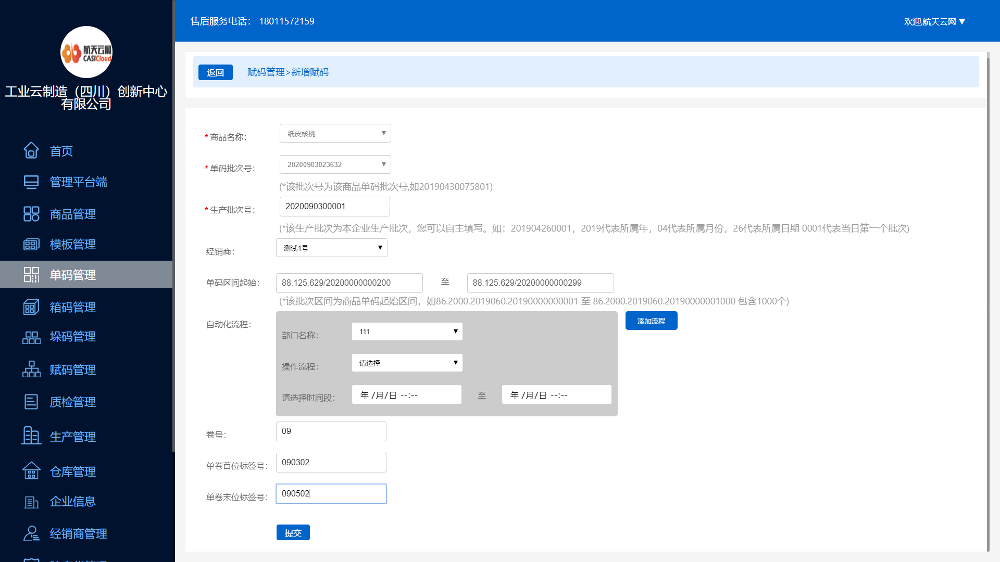 售后服务电话： 18011572159
欢迎,航天云网▼
航天云网
CASICloud
工业云制造（四川）创新中心
有限公司
首页
管理平台端
商品管理
模板管理
单码管理
箱码管理
垛码管理
赋码管理
质检管理
生产管理
仓库管理
企业信息
经销商管理
返回 赋码管理>新增赋码
*商品名称： 纸皮核桃
*单码批次号： 20200903023632
(*该批次号为该商品单码批次号,如20190430075801)
*生产批次号： 2020090300001
(*该生产批次为本企业生产批次，您可以自主填写。如：201904260001，2019代表所属年，04代表所属月份，26代表所属日期 0001代表当日第一个批次)
经销商： 测试1号
单码区间起始： 88.125.629/20200000000200 至 88.125.629/20200000000299
(*该批次区间为商品单码起始区间，如86.2000.2019060.20190000000001 至 86.2000.2019060.20190000001000 包含1000个)
自动化流程： 添加流程
部门名称： 111
操作流程： 请选择
请选择时间段： 年 /月/日 --:-- 至 年 /月/日 --:--
卷号： 09
单卷首位标签号： 090302
单卷末位标签号： 090502
提交